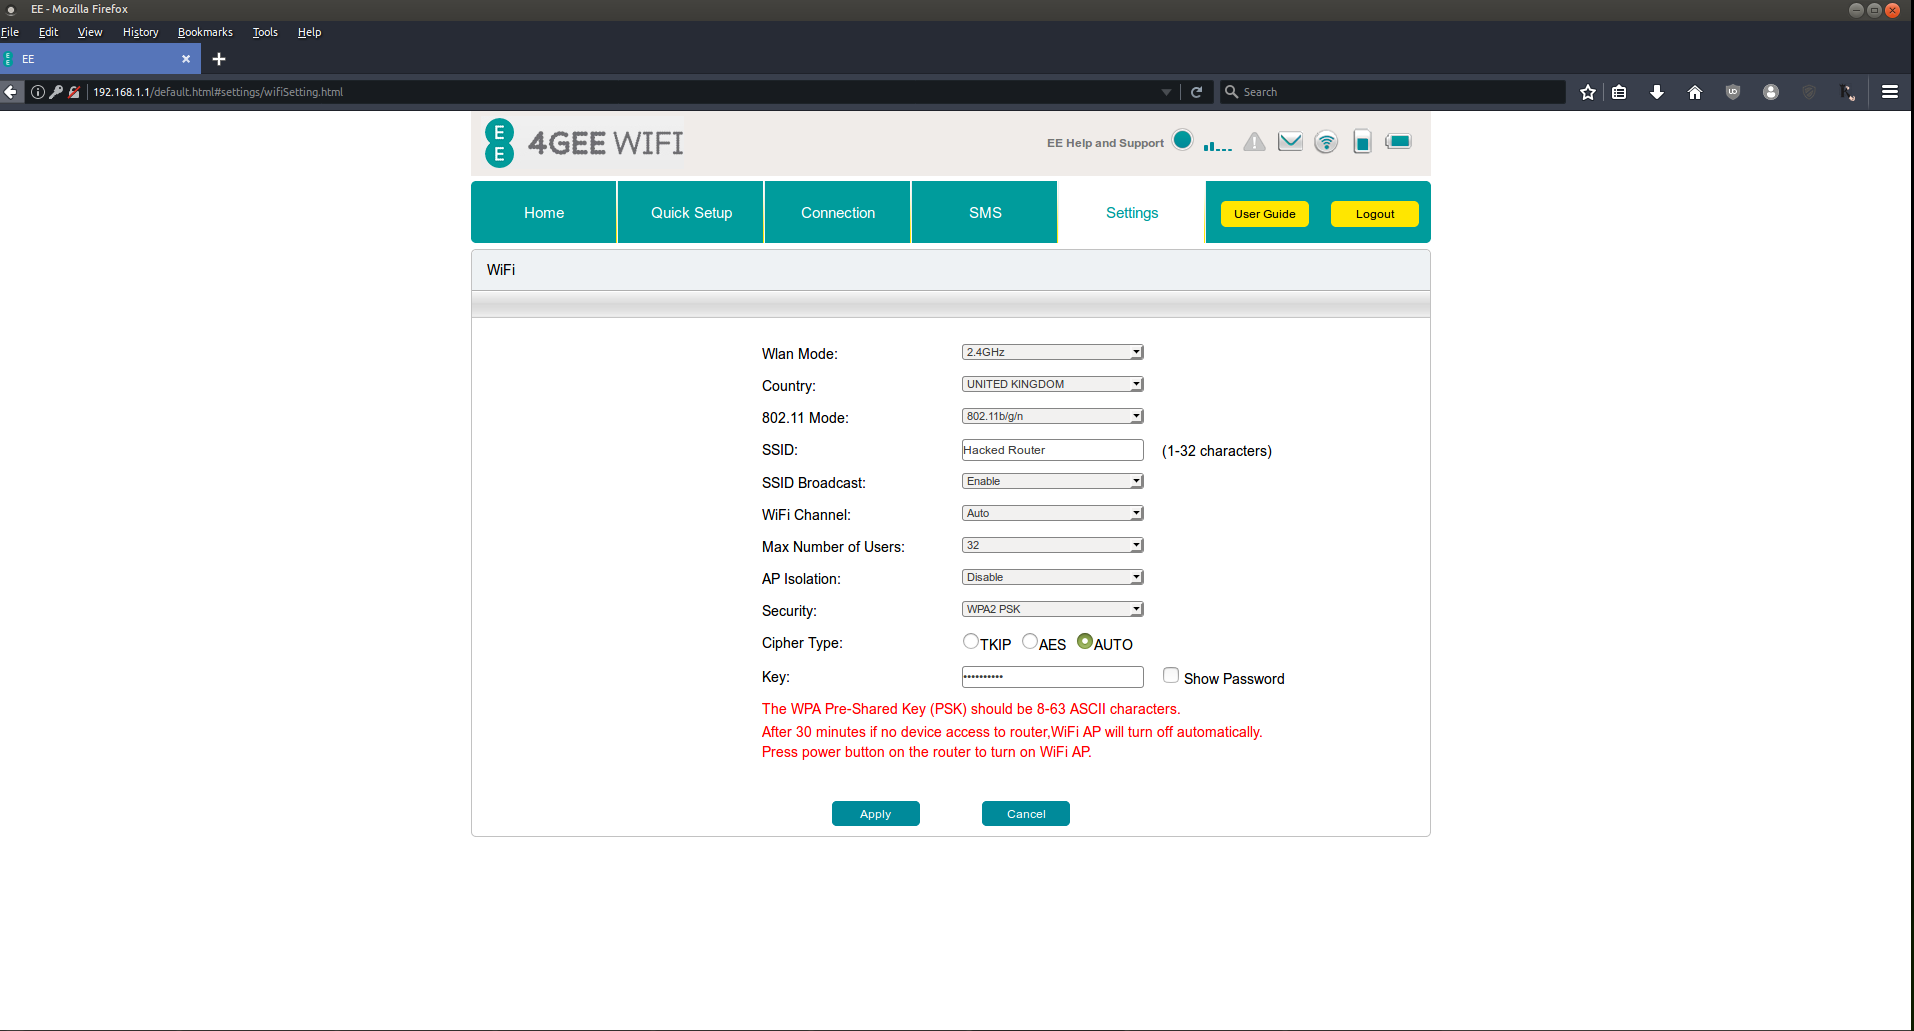 EE - Mozilla Firefox
File Edit View History Bookmarks Tools Help
EE
192.168.1.1/default.html#settings/wifiSetting.html Search
EE 4GEE WIFI EE Help and Support
Home Quick Setup Connection SMS Settings User Guide Logout
WiFi
Wlan Mode: 2.4GHz
Country: UNITED KINGDOM
802.11 Mode: 802.11b/g/n
SSID: Hacked Router (1-32 characters)
SSID Broadcast: Enable
WiFi Channel: Auto
Max Number of Users: 32
AP Isolation: Disable
Security: WPA2 PSK
Cipher Type: TKIP AES AUTO
Key: •••••••••• Show Password
The WPA Pre-Shared Key (PSK) should be 8-63 ASCII characters.
After 30 minutes if no device access to router,WiFi AP will turn off automatically.
Press power button on the router to turn on WiFi AP.
Apply Cancel